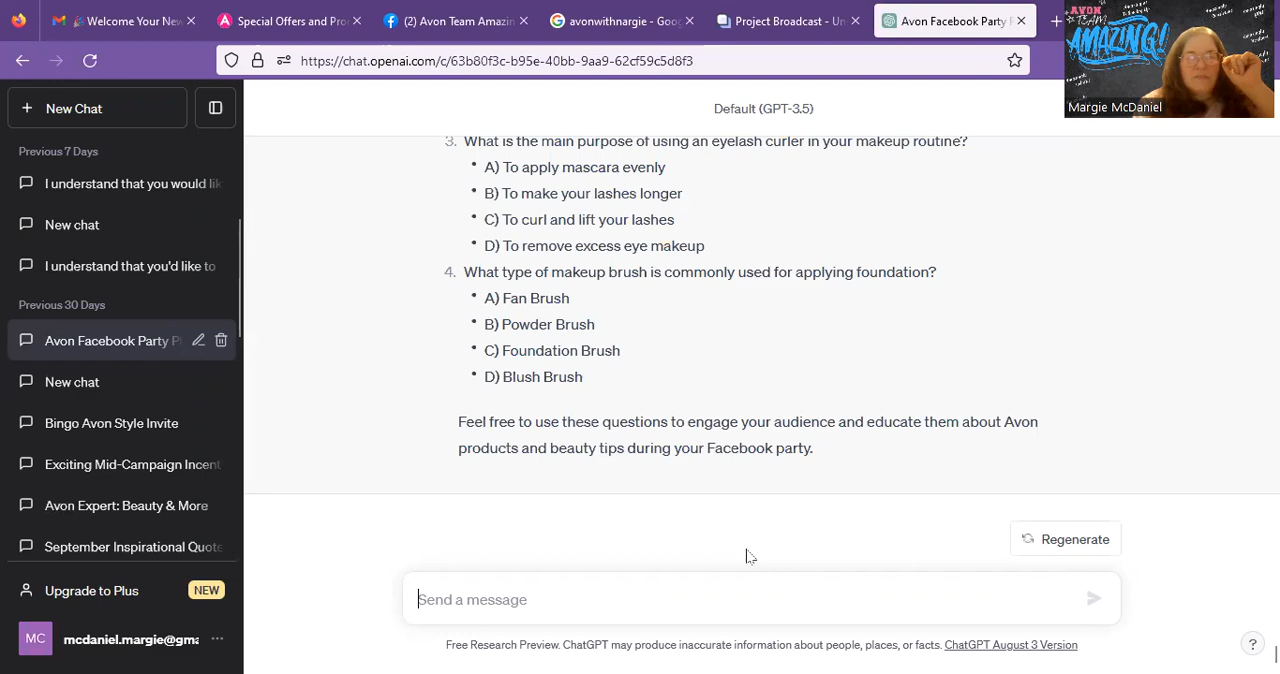 🎉 Welcome Your New
Special Offers and Pro
(2) Avon Team Amazin
avonwithnargie - Goo
Project Broadcast - Un
Avon Facebook Party P
https://chat.openai.com/c/63b80f3c-b95e-40bb-9aa9-62cf59c5d8f3
AVON
TEAM
AMAZING!
Margie McDaniel
New Chat
Previous 7 Days
I understand that you would lik
New chat
I understand that you'd like to
Previous 30 Days
Avon Facebook Party P
New chat
Bingo Avon Style Invite
Exciting Mid-Campaign Incent
Avon Expert: Beauty & More
September Inspirational Quote
Upgrade to Plus NEW
MC mcdaniel.margie@gma ...
Default (GPT-3.5)
3. What is the main purpose of using an eyelash curler in your makeup routine?
• A) To apply mascara evenly
• B) To make your lashes longer
• C) To curl and lift your lashes
• D) To remove excess eye makeup
4. What type of makeup brush is commonly used for applying foundation?
• A) Fan Brush
• B) Powder Brush
• C) Foundation Brush
• D) Blush Brush
Feel free to use these questions to engage your audience and educate them about Avon
products and beauty tips during your Facebook party.
Regenerate
Send a message
Free Research Preview. ChatGPT may produce inaccurate information about people, places, or facts. ChatGPT August 3 Version
?